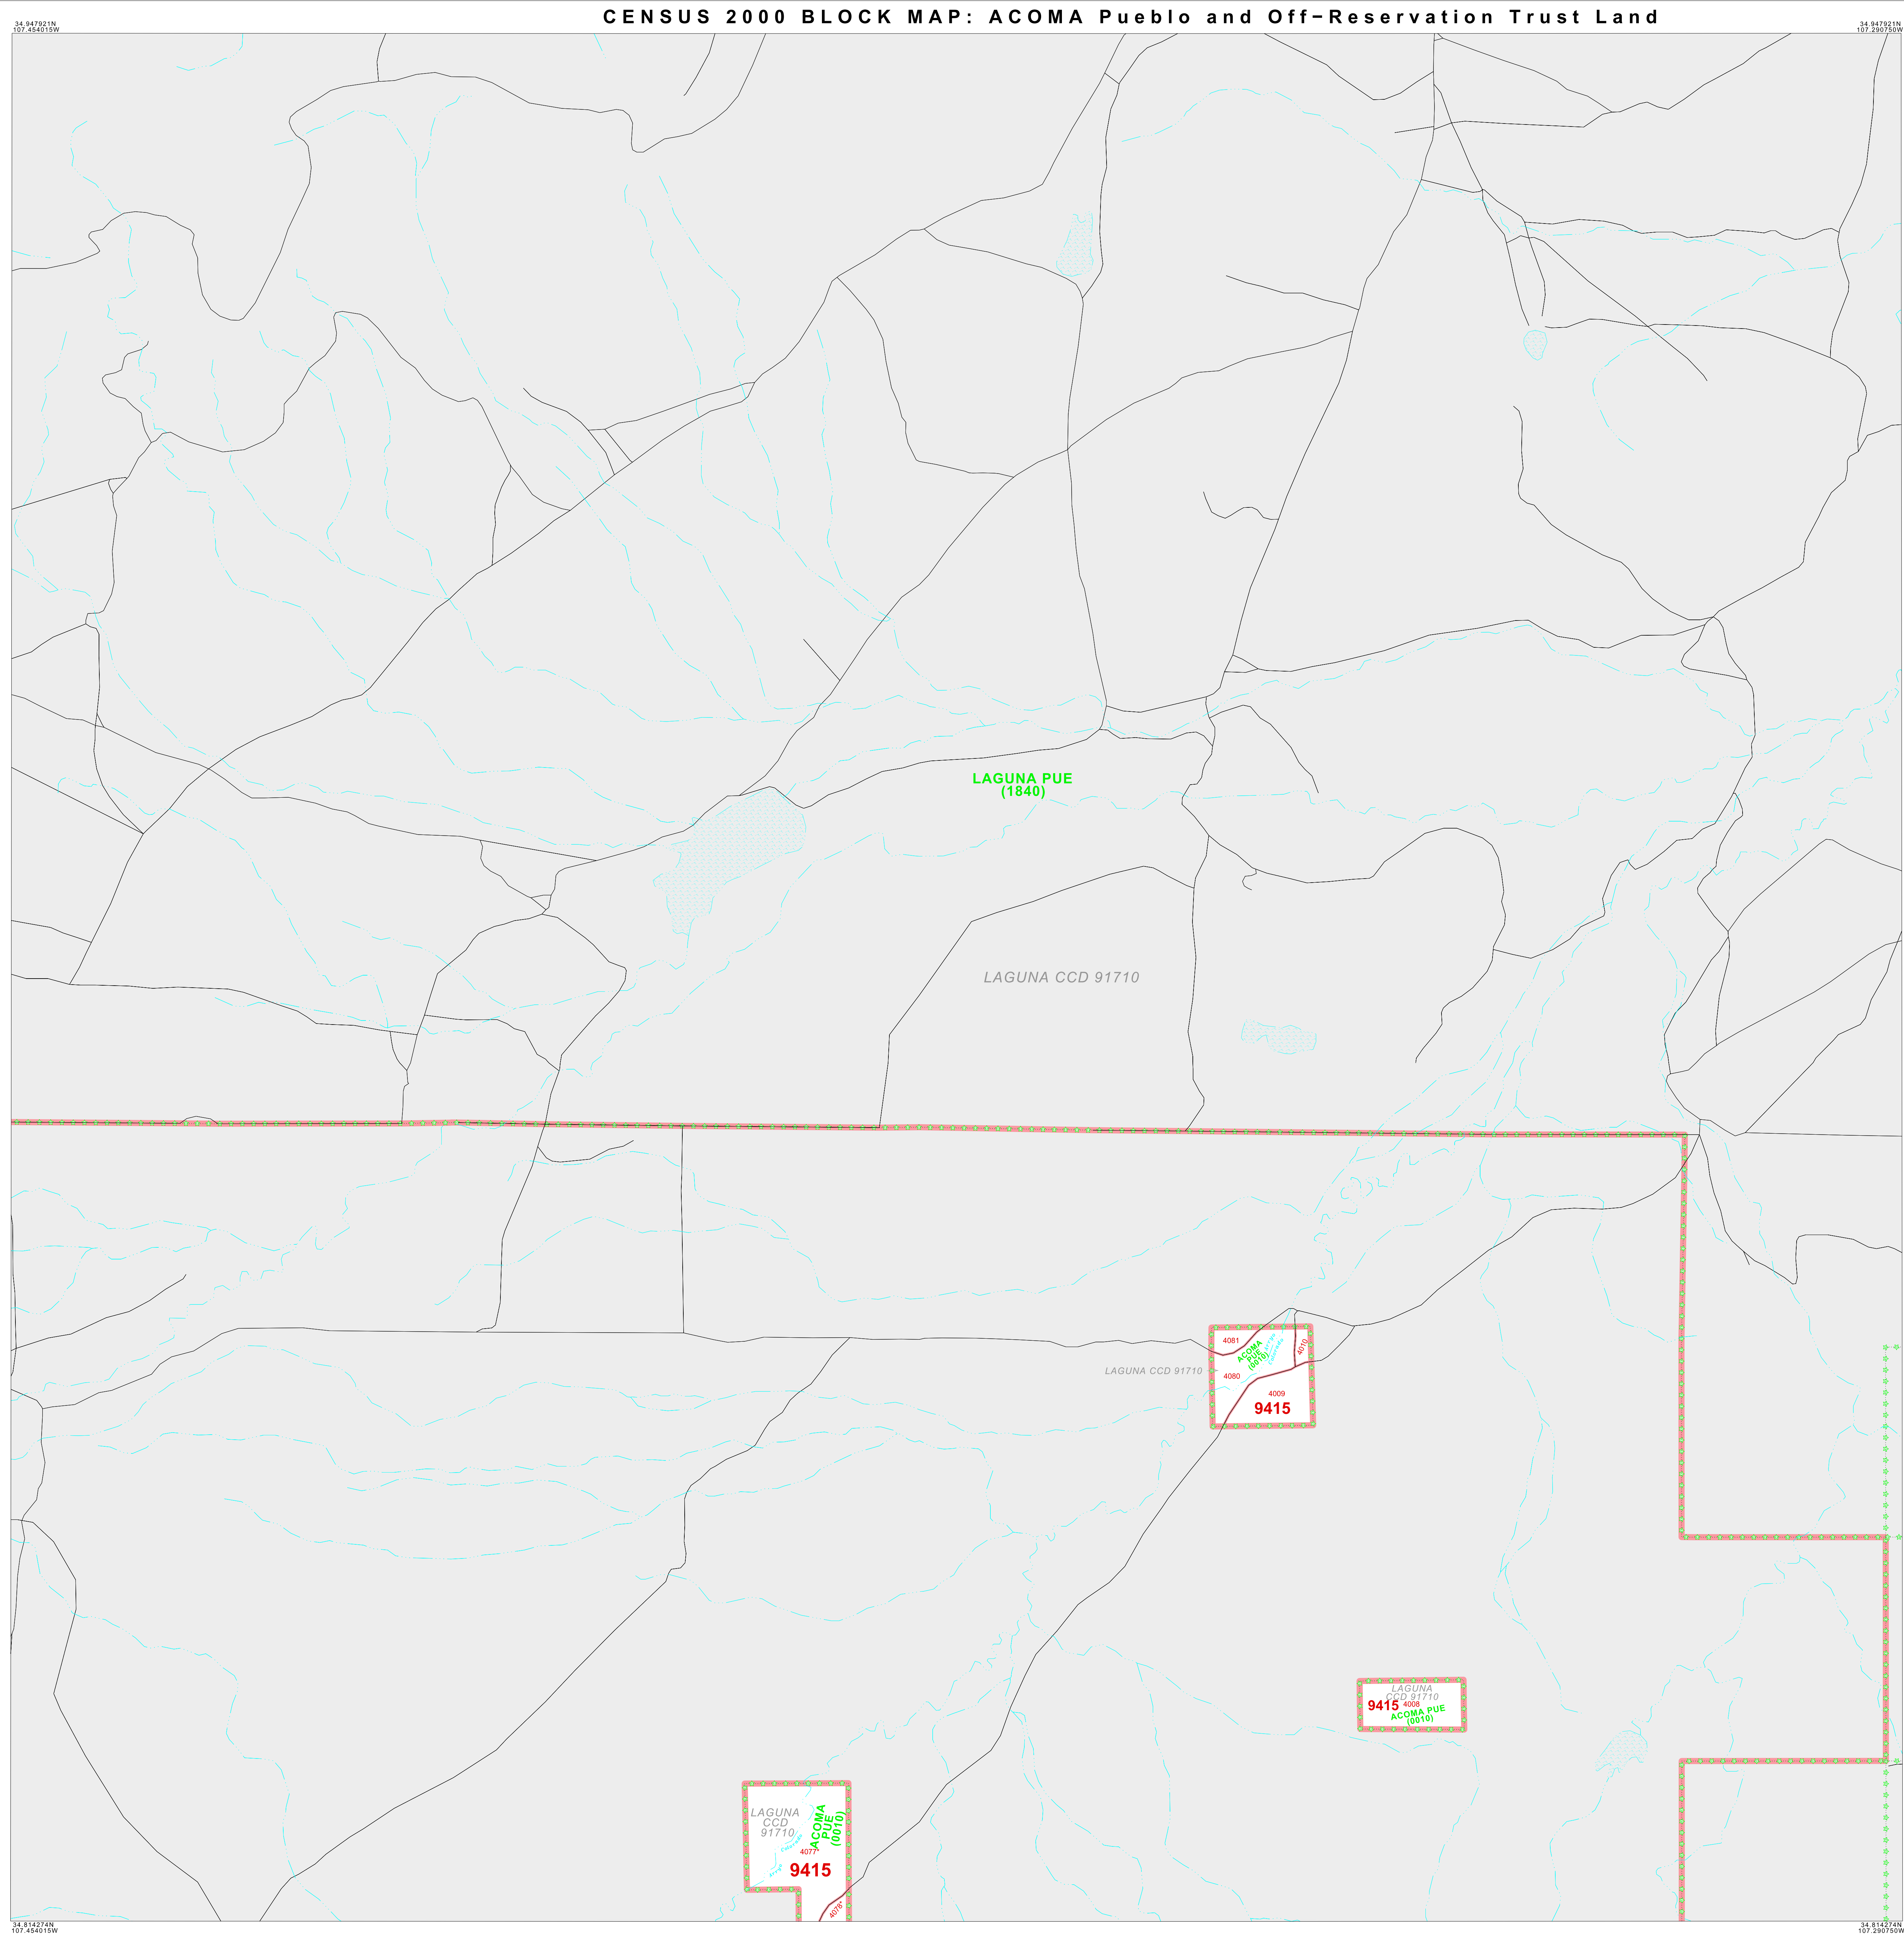 CENSUS 2000 BLOCK MAP: ACOMA Pueblo and Off−Reservation Trust Land
34.947921N
107.454015W
34.947921N
107.290750W
LAGUNA PUE
(1840)
LAGUNA CCD 91710
4081
ACOMA
PUE
(0010)
4010
LAGUNA CCD 91710
4080
4009
9415
LAGUNA
CCD 91710
9415
4008
ACOMA PUE
(0010)
LAGUNA
CCD
91710
ACOMA
PUE
(0010)
4077*
9415
4078*
34.814274N
107.454015W
34.814274N
107.290750W